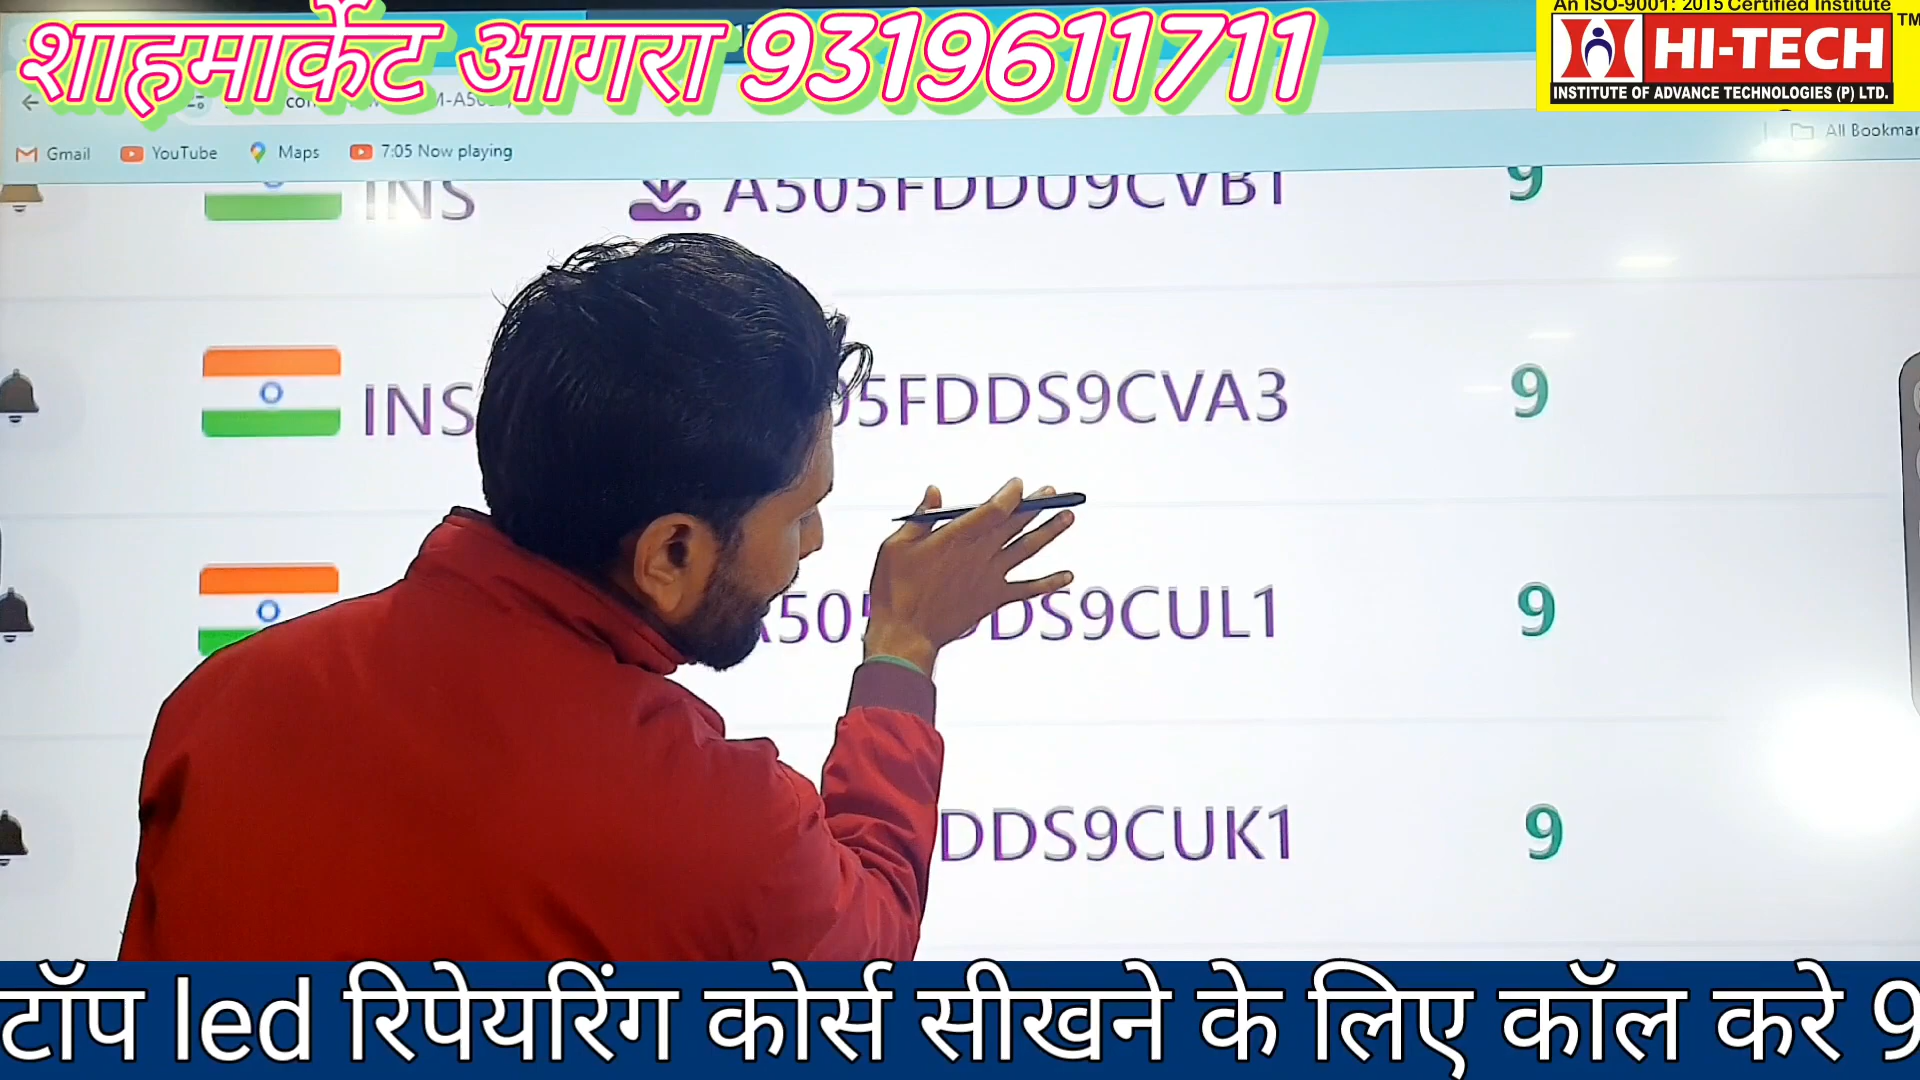 An ISO-9001: 2015 Certified Institute
शाहमार्केट आगरा 9319611711
HI-TECH
TM
INSTITUTE OF ADVANCE TECHNOLOGIES (P) LTD.
All Bookmar
Gmail YouTube Maps 7:05 Now playing
INS A505FDDU9CVB1 9
INS 05FDDS9CVA3 9
A505 DS9CUL1 9
DDS9CUK1 9
टॉप led रिपेयरिंग कोर्स सीखने के लिए कॉल करे 9